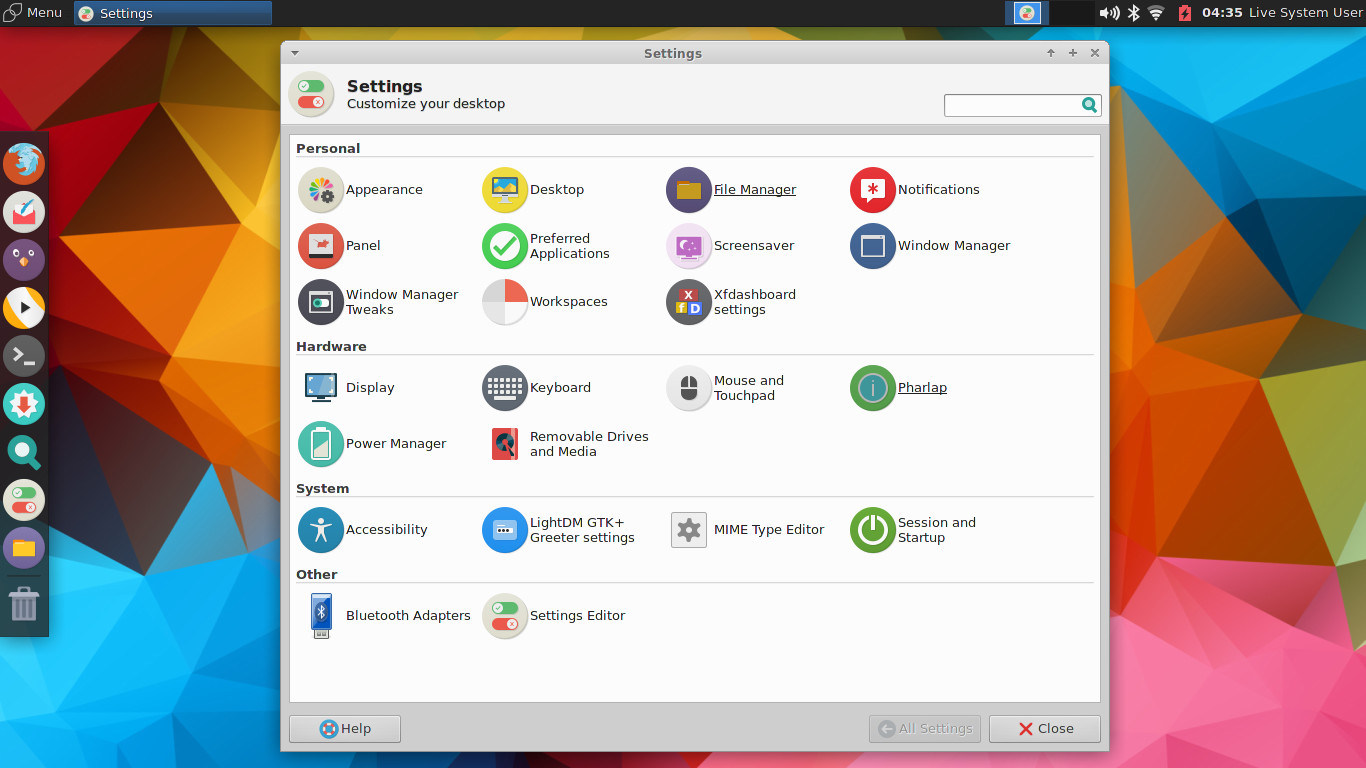 Menu
Settings
04:35 Live System User
Settings
Settings
Customize your desktop
Personal
Appearance
Desktop
File Manager
Notifications
Panel
Preferred
Applications
Screensaver
Window Manager
Window Manager
Tweaks
Workspaces
X
f D
Xfdashboard
settings
Hardware
Display
Keyboard
Mouse and
Touchpad
Pharlap
Power Manager
Removable Drives
and Media
System
Accessibility
LightDM GTK+
Greeter settings
MIME Type Editor
Session and
Startup
Other
Bluetooth Adapters
Settings Editor
Help
All Settings
Close